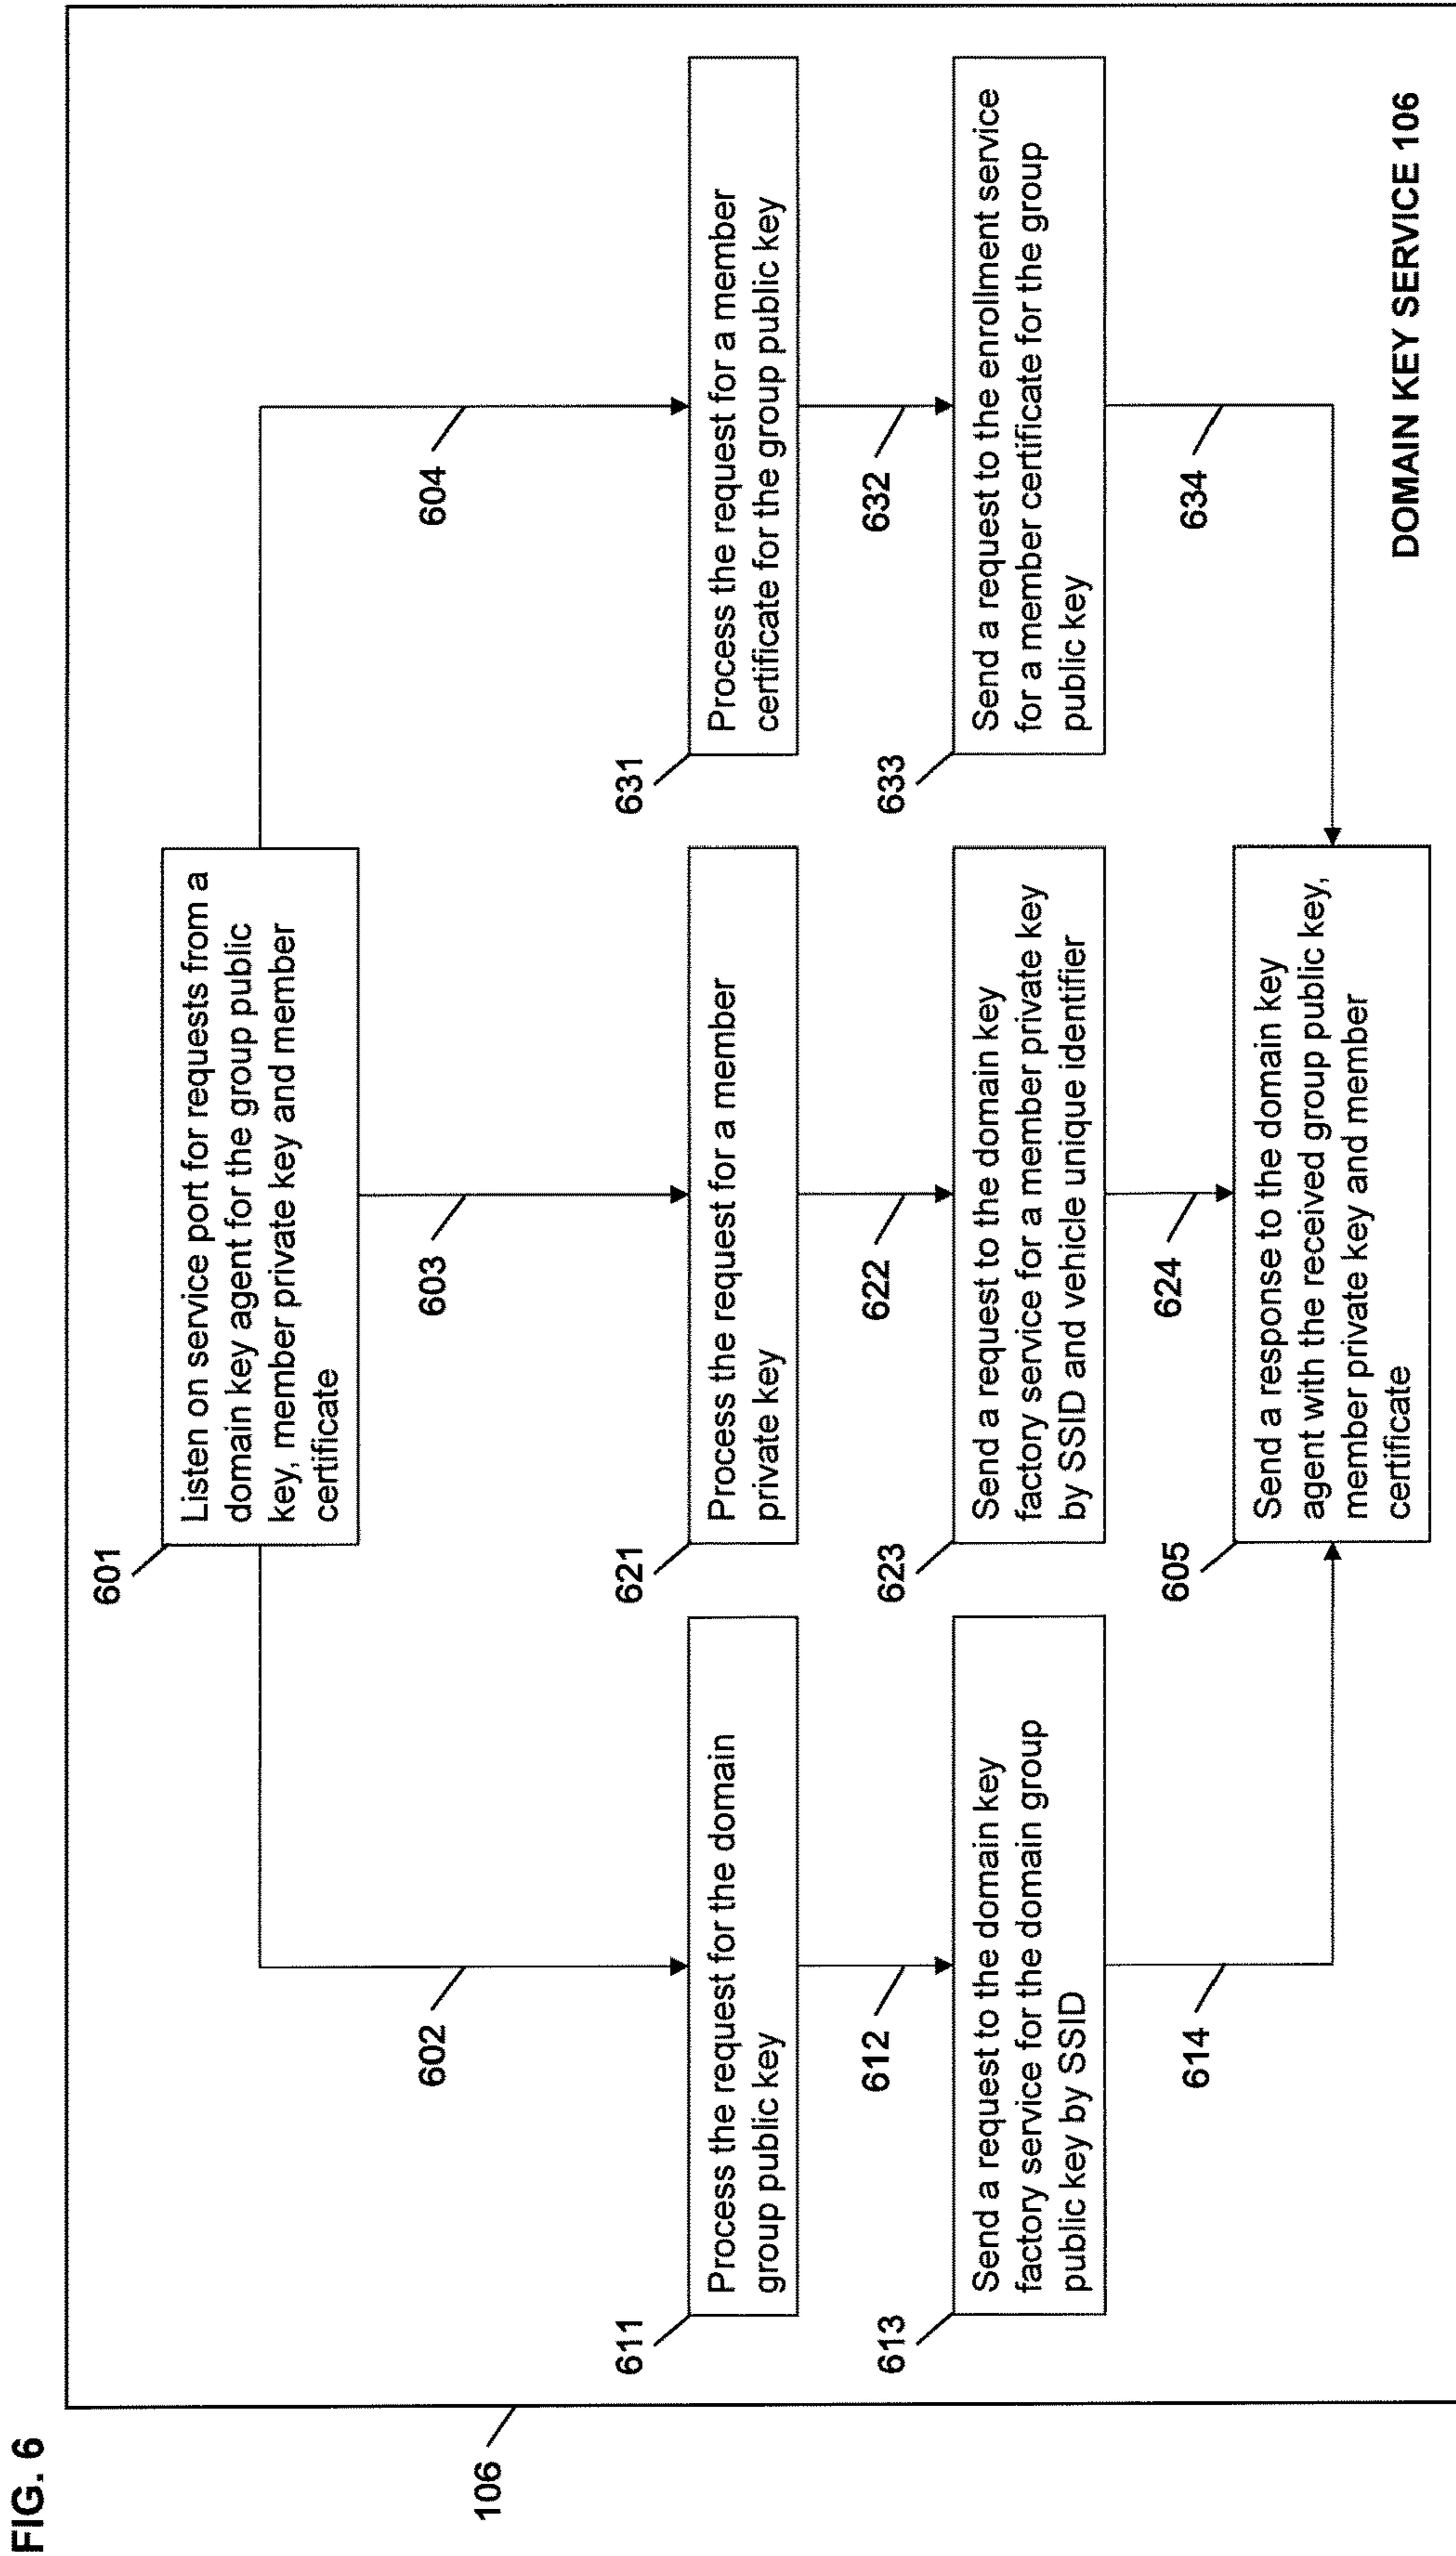 FIG. 6
106
601
Listen on service port for requests from a
domain key agent for the group public
key, member private key and member
certificate
602
603
604
611
Process the request for the domain
group public key
621
Process the request for a member
private key
631
Process the request for a member
certificate for the group public key
612
622
632
613
Send a request to the domain key
factory service for the domain group
public key by SSID
623
Send a request to the domain key
factory service for a member private key
by SSID and vehicle unique identifier
633
Send a request to the enrollment service
for a member certificate for the group
public key
614
624
634
605
Send a response to the domain key
agent with the received group public key,
member private key and member
certificate
DOMAIN KEY SERVICE 106